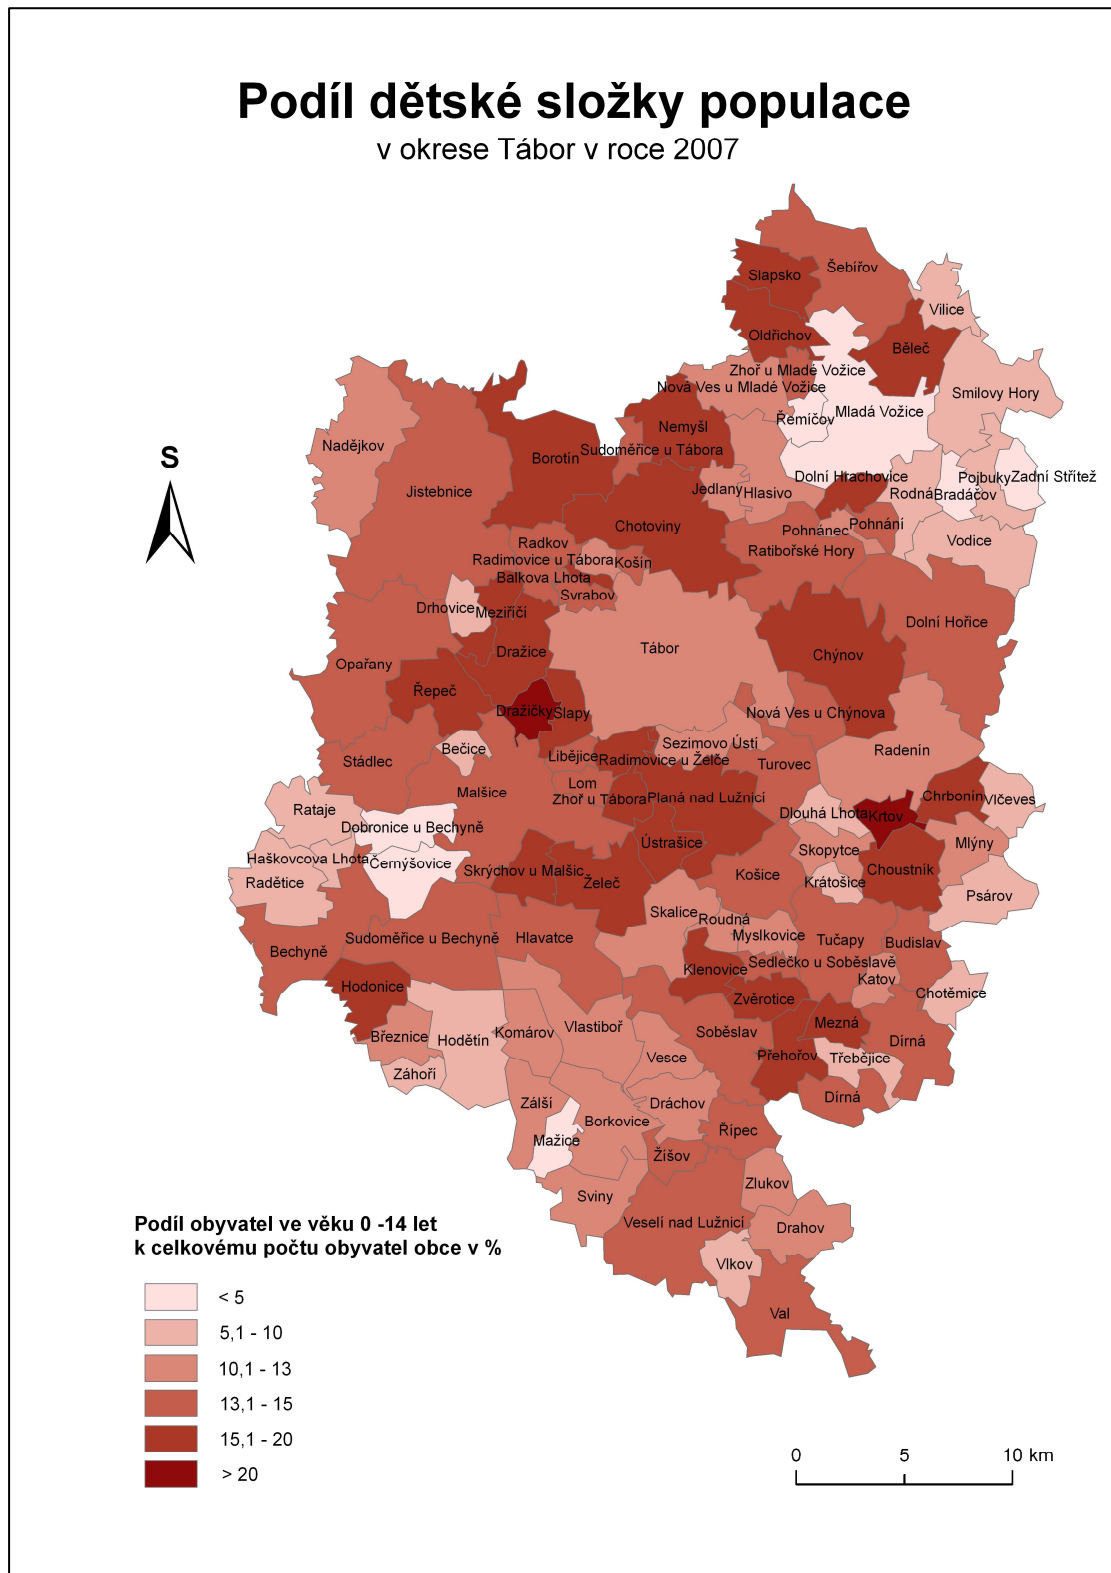 Podíl dětské složky populace
v okrese Tábor v roce 2007
Šebířov
Slapsko
Vilice
Oldřichov
Běleč
Zhoř u Mladé Vožice
Nová Ves u Mladé Vožice
Smilovy Hory
Mladá Vožice
Řemíčov
Nemyšl
Nadějkov
Sudoměřice u Tábora
Borotín
S
Dolní Hrachovice
Pojbuky
Zadní Střítež
Jistebnice
Jedlany
Hlasivo
Rodná
Bradáčov
Chotoviny
Pohnánec
Pohnání
Radkov
Vodice
Ratibořské Hory
Radimovice u Tábora
Košín
Balkova Lhota
Svrabov
Drhovice
Meziříčí
Dolní Hořice
Dražice
Tábor
Chýnov
Opařany
Řepeč
Dražičky
Slapy
Nová Ves u Chýnova
Bečice
Sezimovo Ústí
Radenín
Stádlec
Libějice
Radimovice u Želče
Turovec
Lom
Malšice
Zhoř u Tábora
Planá nad Lužnicí
Chrbonín
Vlčeves
Rataje
Dlouhá Lhota
Krtov
Dobronice u Bechyně
Ústrašice
Skopytce
Mlýny
Haškovcova Lhota
Černýšovice
Skrýchov u Malšic
Želeč
Košice
Krátošice
Choustník
Radětice
Psárov
Skalice
Roudná
Bechyně
Sudoměřice u Bechyně
Hlavatce
Myslkovice
Tučapy
Budislav
Sedlečko u Soběslavě
Klenovice
Katov
Hodonice
Zvěrotice
Chotěmice
Mezná
Březnice
Hodětín
Komárov
Vlastiboř
Soběslav
Dírná
Vesce
Přehořov
Třebějice
Záhoří
Zálší
Dráchov
Dírná
Borkovice
Řípec
Mažice
Žíšov
Zlukov
Sviny
Veselí nad Lužnicí
Drahov
Vlkov
Val
Podíl obyvatel ve věku 0 -14 let
k celkovému počtu obyvatel obce v %
< 5
5,1 - 10
10,1 - 13
13,1 - 15
15,1 - 20
> 20
0 5 10 km